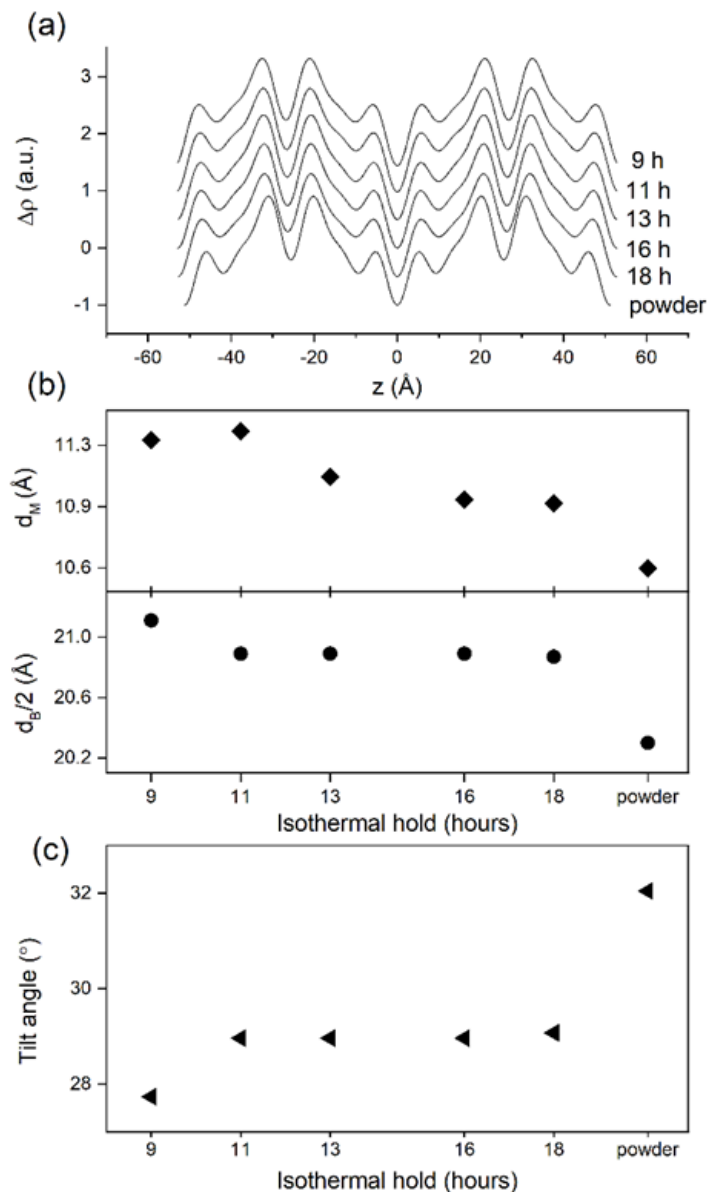 (a)
Δρ (a.u.)
3
2
1
0
-1
9 h
11 h
13 h
16 h
18 h
powder
-60 -40 -20 0 20 40 60
z (Å)
(b)
d_M (Å)
11.3
10.9
10.6
d_B/2 (Å)
21.0
20.6
20.2
9 11 13 16 18 powder
Isothermal hold (hours)
(c)
Tilt angle (°)
32
30
28
9 11 13 16 18 powder
Isothermal hold (hours)